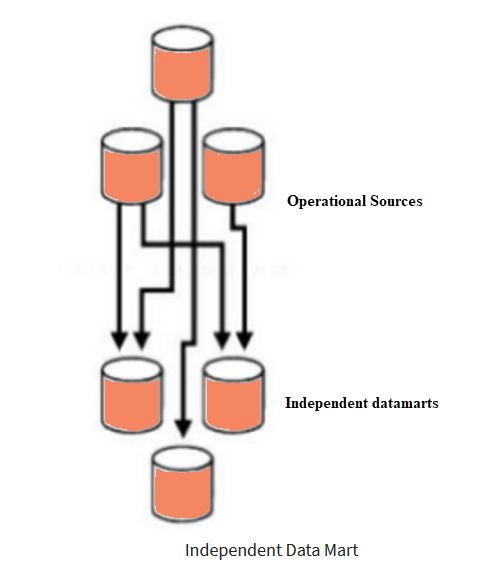 Operational Sources
Independent datamarts
Independent Data Mart